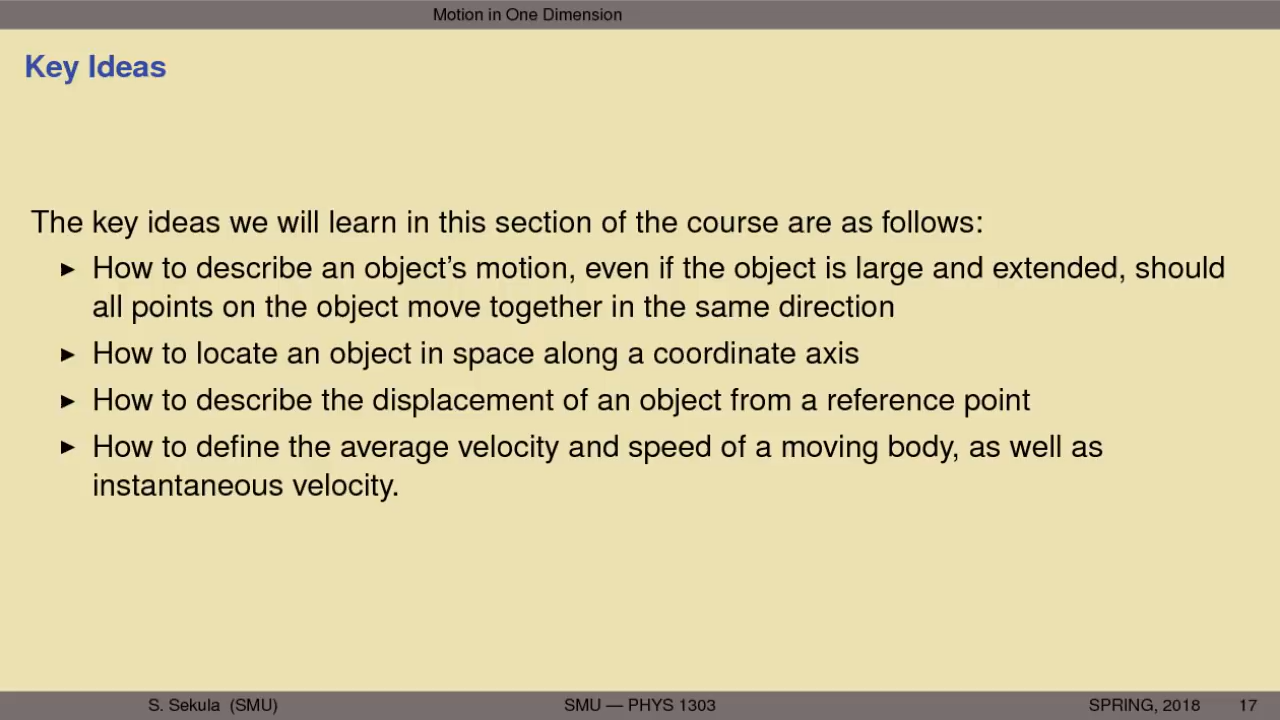 Motion in One Dimension
Key Ideas
The key ideas we will learn in this section of the course are as follows:
▶ How to describe an object's motion, even if the object is large and extended, should
all points on the object move together in the same direction
▶ How to locate an object in space along a coordinate axis
▶ How to describe the displacement of an object from a reference point
▶ How to define the average velocity and speed of a moving body, as well as
instantaneous velocity.
S. Sekula (SMU) SMU — PHYS 1303 SPRING, 2018 17